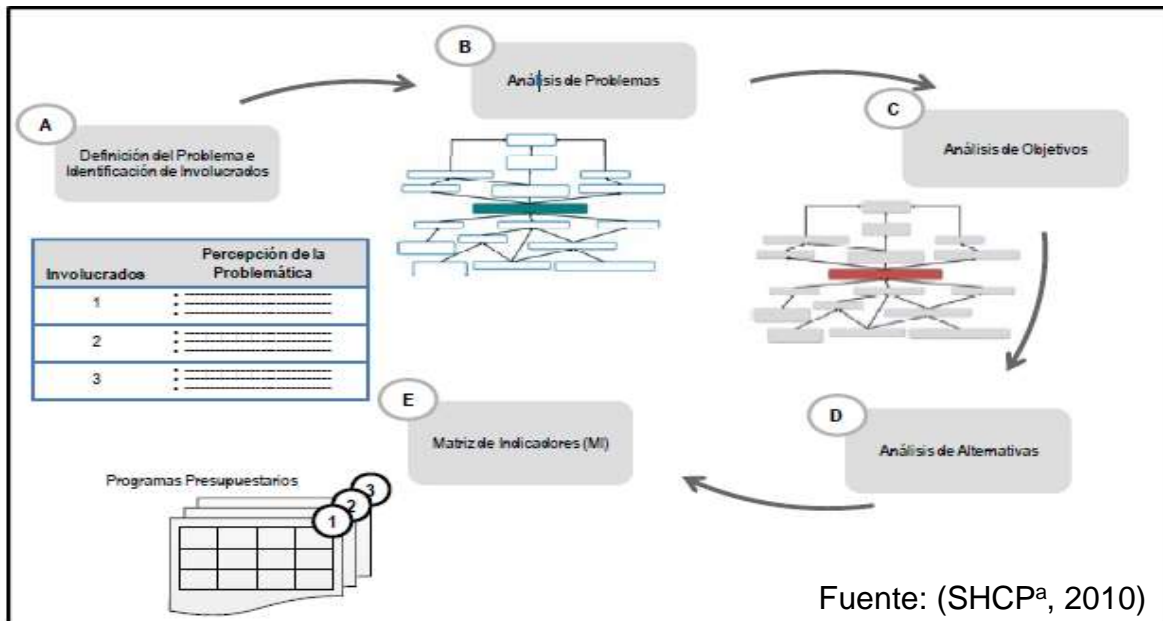 A
Definición del Problema e
Identificación de Involucrados
B
Análisis de Problemas
C
Análisis de Objetivos
D
Análisis de Alternativas
E
Matriz de Indicadores (MI)
Involucrados
Percepción de la
Problemática
1
2
3
Programas Presupuestarios
1
2
3
Fuente: (SHCPª, 2010)